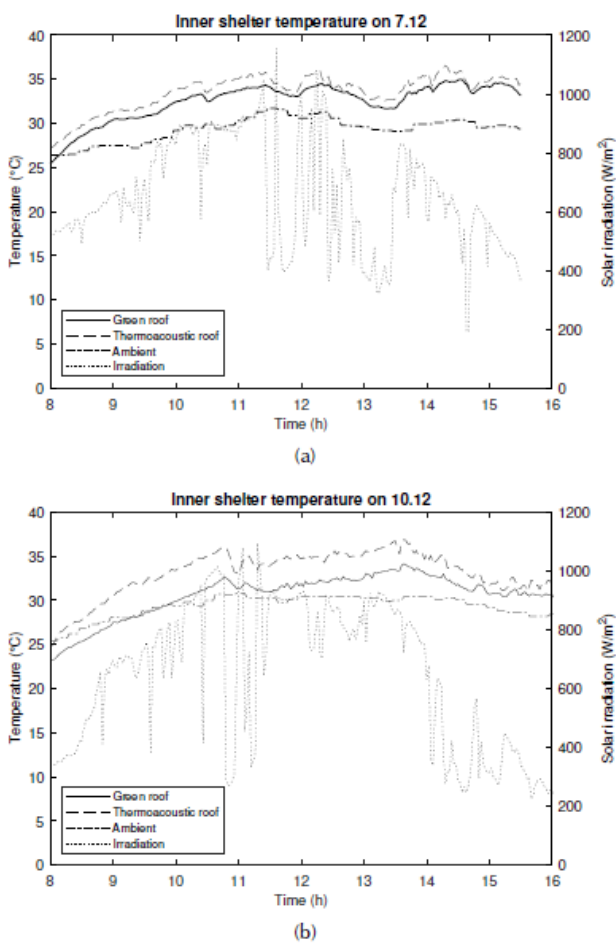 Inner shelter temperature on 7.12
40
35
30
25
20
15
10
5
0
Temperature (°C)
1200
1000
800
600
400
200
0
Solar irradiation (W/m²)
Green roof
Thermoacoustic roof
Ambient
Irradiation
8 9 10 11 12 13 14 15 16
Time (h)
(a)
Inner shelter temperature on 10.12
40
35
30
25
20
15
10
5
0
Temperature (°C)
1200
1000
800
600
400
200
0
Solari radiation (W/m²)
Green roof
Thermoacoustic roof
Ambient
Irradiation
8 9 10 11 12 13 14 15 16
Time (h)
(b)